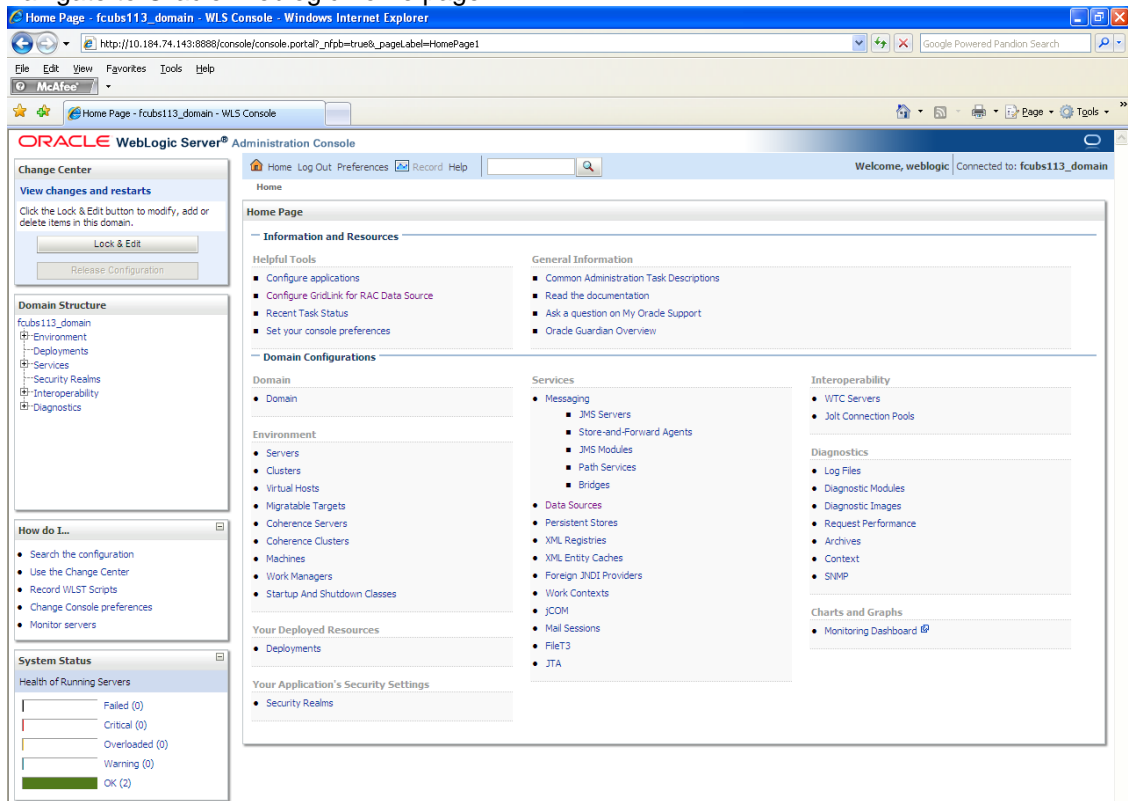 Home Page - fcubs113_domain - WLS Console - Windows Internet Explorer
http://10.184.74.143:8888/console/console.portal?_nfpb=true&_pageLabel=HomePage1
Google Powered Pandion Search
File Edit View Favorites Tools Help
McAfee
Home Page - fcubs113_domain - WLS Console
Page Tools
ORACLE WebLogic Server® Administration Console
Change Center
View changes and restarts
Click the Lock & Edit button to modify, add or
delete items in this domain.
Lock & Edit
Release Configuration
Domain Structure
fcubs113_domain
Environment
Deployments
Services
Security Realms
Interoperability
Diagnostics
How do I...
Search the configuration
Use the Change Center
Record WLST Scripts
Change Console preferences
Monitor servers
System Status
Health of Running Servers
Failed (0)
Critical (0)
Overloaded (0)
Warning (0)
OK (2)
Home Log Out Preferences Record Help
Welcome, weblogic Connected to: fcubs113_domain
Home
Home Page
Information and Resources
Helpful Tools
Configure applications
Configure GridLink for RAC Data Source
Recent Task Status
Set your console preferences
General Information
Common Administration Task Descriptions
Read the documentation
Ask a question on My Oracle Support
Oracle Guardian Overview
Domain Configurations
Domain
Domain
Environment
Servers
Clusters
Virtual Hosts
Migratable Targets
Coherence Servers
Coherence Clusters
Machines
Work Managers
Startup And Shutdown Classes
Your Deployed Resources
Deployments
Your Application's Security Settings
Security Realms
Services
Messaging
JMS Servers
Store-and-Forward Agents
JMS Modules
Path Services
Bridges
Data Sources
Persistent Stores
XML Registries
XML Entity Caches
Foreign JNDI Providers
Work Contexts
jCOM
Mail Sessions
FileT3
JTA
Interoperability
WTC Servers
Jolt Connection Pools
Diagnostics
Log Files
Diagnostic Modules
Diagnostic Images
Request Performance
Archives
Context
SNMP
Charts and Graphs
Monitoring Dashboard